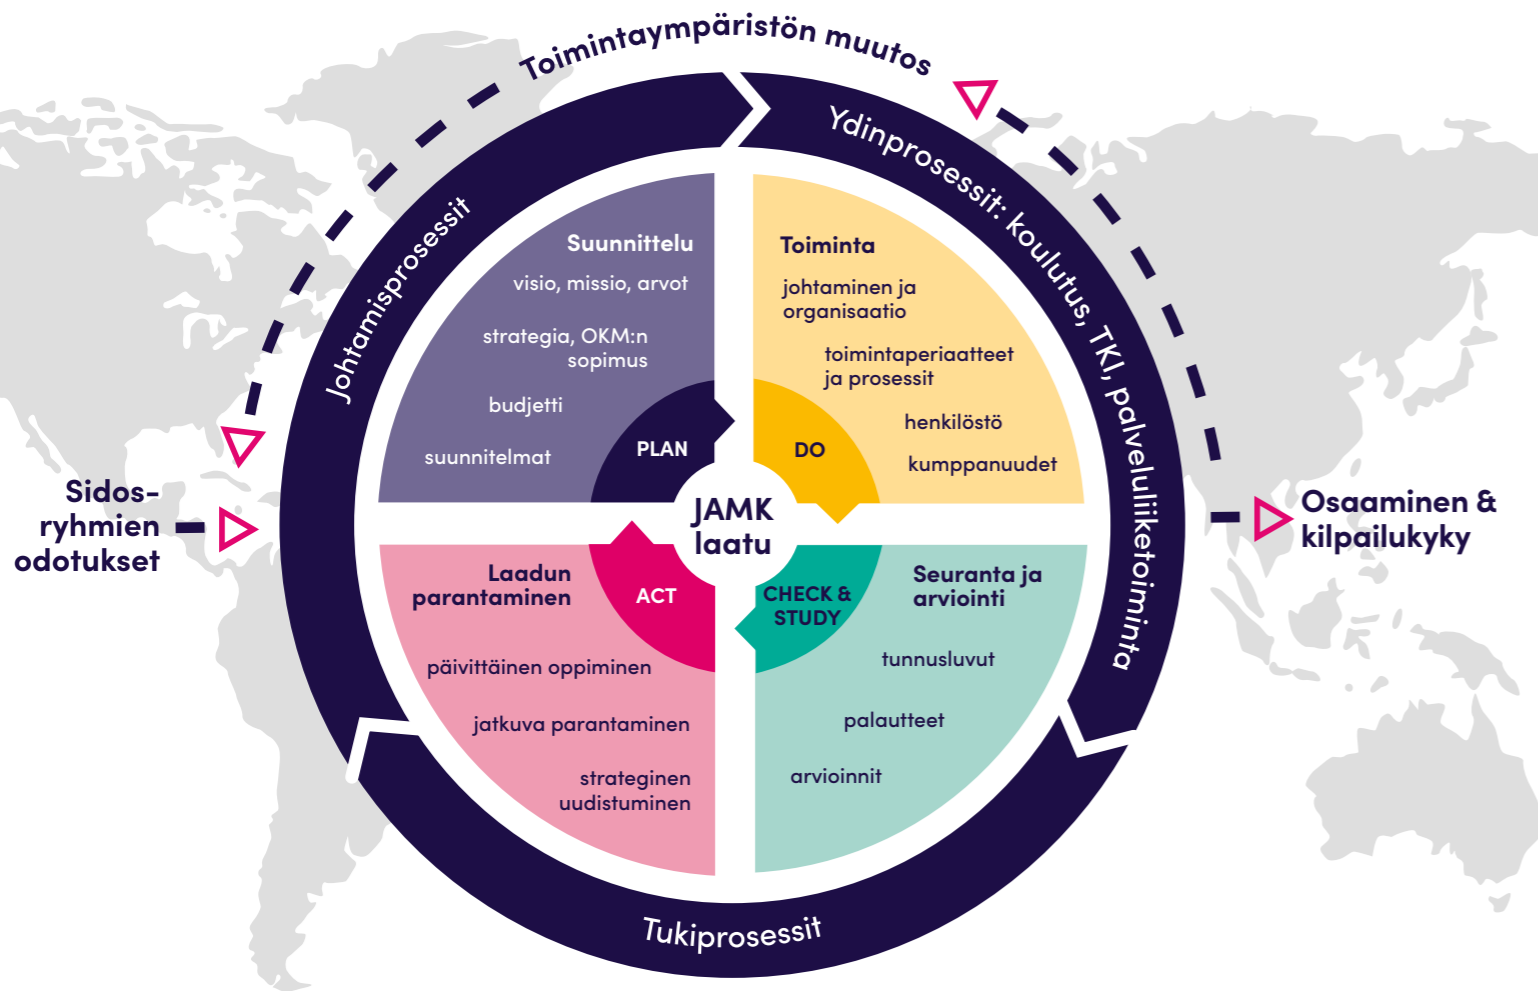 Toimintaympäristön muutos
Johtamisprosessit
Ydinprosessit: koulutus, TKI, palveluliiketoiminta
Tukiprosessit
Sidos-
ryhmien
odotukset
Osaaminen &
kilpailukyky
Suunnittelu
visio, missio, arvot
strategia, OKM:n
sopimus
budjetti
suunnitelmat
PLAN
Toiminta
johtaminen ja
organisaatio
toimintaperiaatteet
ja prosessit
henkilöstö
kumppanuudet
DO
JAMK
laatu
Laadun
parantaminen
päivittäinen oppiminen
jatkuva parantaminen
strateginen
uudistuminen
ACT
CHECK &
STUDY
Seuranta ja
arviointi
tunnusluvut
palautteet
arvioinnit